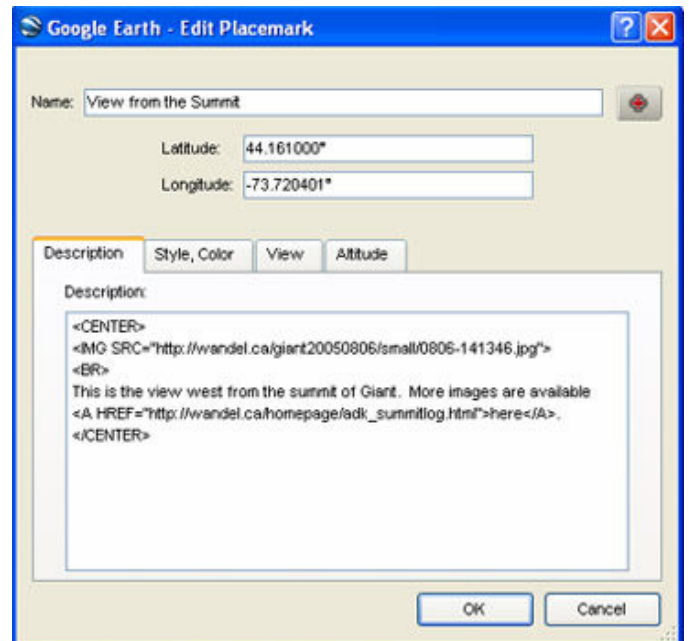 Google Earth - Edit Placemark
Name: View from the Summit
Latitude: 44.161000°
Longitude: -73.720401°
Description Style, Color View Altitude
Description:
<CENTER>
<IMG SRC="http://wandel.ca/giant20050806/small/0806-141346.jpg">
<BR>
This is the view west from the summit of Giant.  More images are available
<A HREF="http://wandel.ca/homepage/adk_summitlog.html">here</A>.
</CENTER>
OK Cancel